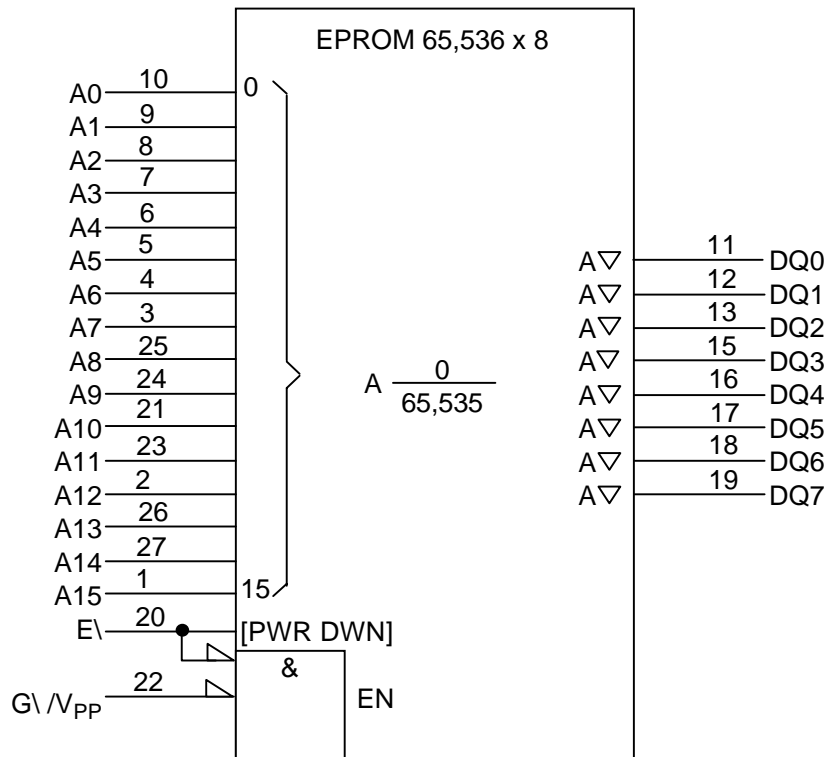 EPROM 65,536 x 8
A0 10 0
A1 9
A2 8
A3 7
A4 6
A5 5 A 11 DQ0
A6 4 A 12 DQ1
A7 3 A 13 DQ2
A8 25 A 15 DQ3
A9 24 A 0 A 16 DQ4
65,535
A10 21 A 17 DQ5
A11 23 A 18 DQ6
A12 2 A 19 DQ7
A13 26
A14 27
A15 1 15
E\ 20 [PWR DWN]
&
G\ /VPP 22 EN